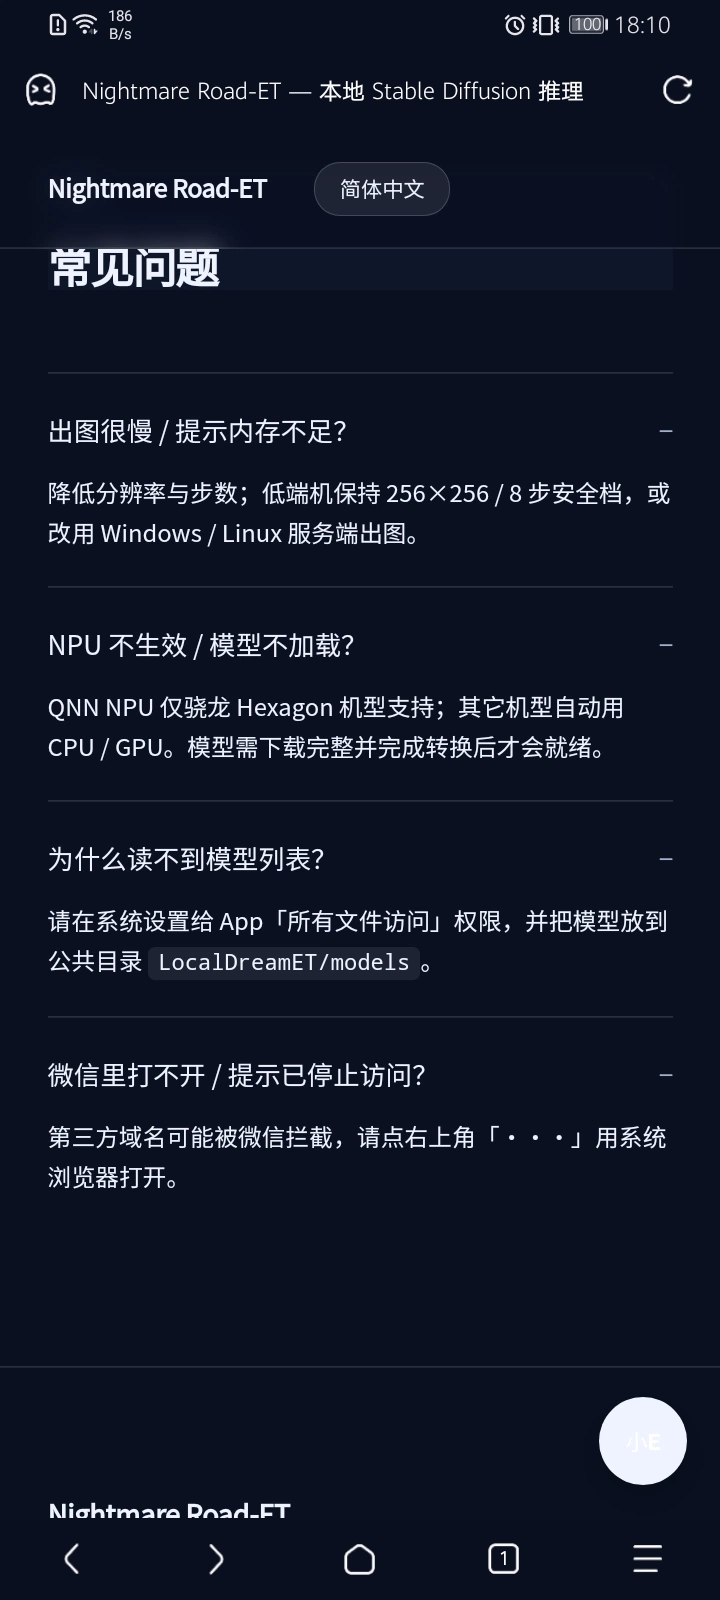 186
B/s
100
18:10
Nightmare Road-ET — 本地 Stable Diffusion 推理
Nightmare Road-ET
简体中文
常见问题
出图很慢 / 提示内存不足？
降低分辨率与步数；低端机保持 256×256 / 8 步安全档，或
改用 Windows / Linux 服务端出图。
NPU 不生效 / 模型不加载？
QNN NPU 仅骁龙 Hexagon 机型支持；其它机型自动用
CPU / GPU。模型需下载完整并完成转换后才会就绪。
为什么读不到模型列表？
请在系统设置给 App「所有文件访问」权限，并把模型放到
公共目录 LocalDreamET/models 。
微信里打不开 / 提示已停止访问？
第三方域名可能被微信拦截，请点右上角「···」用系统
浏览器打开。
小E
Nightmare Road-ET
1